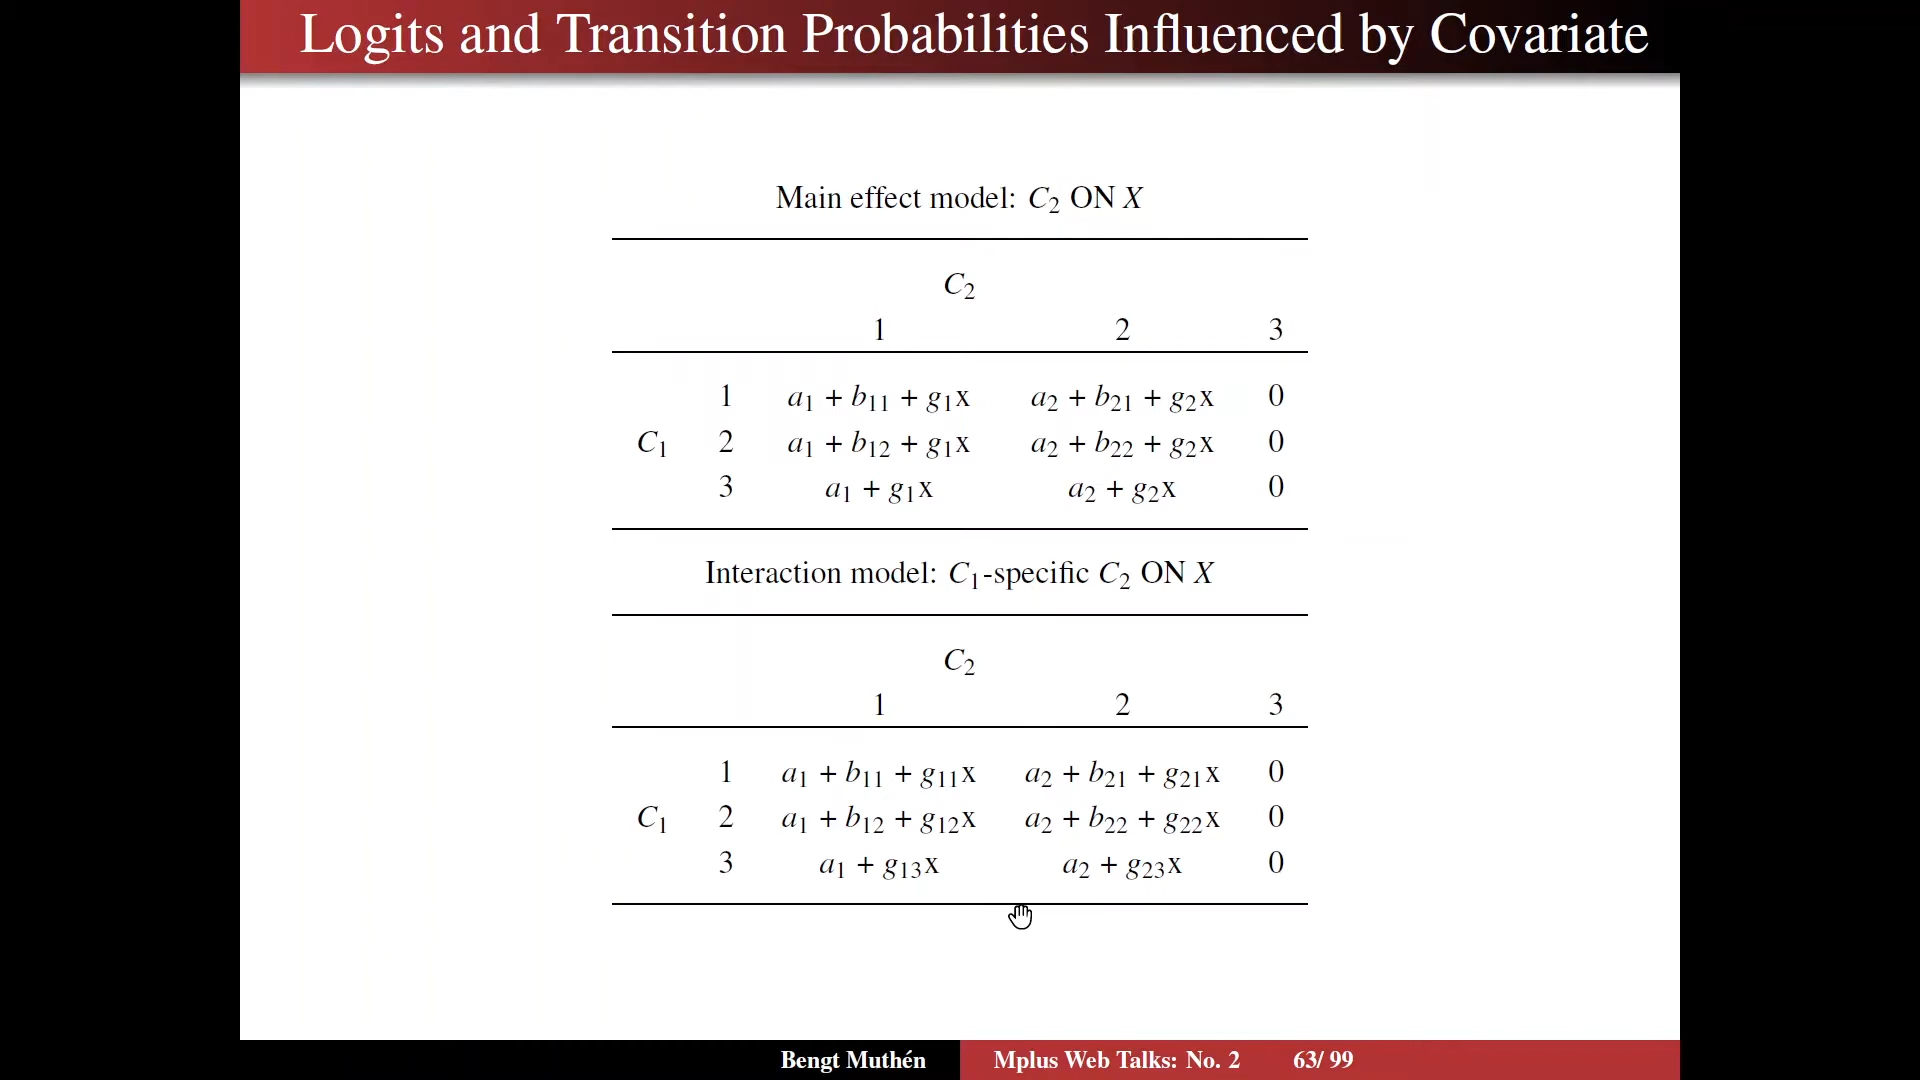 Logits and Transition Probabilities Influenced by Covariate
Main effect model: C₂ ON X
C₂
1 2 3
1 a₁ + b₁₁ + g₁x a₂ + b₂₁ + g₂x 0
C₁ 2 a₁ + b₁₂ + g₁x a₂ + b₂₂ + g₂x 0
3 a₁ + g₁x a₂ + g₂x 0
Interaction model: C₁-specific C₂ ON X
C₂
1 2 3
1 a₁ + b₁₁ + g₁₁x a₂ + b₂₁ + g₂₁x 0
C₁ 2 a₁ + b₁₂ + g₁₂x a₂ + b₂₂ + g₂₂x 0
3 a₁ + g₁₃x a₂ + g₂₃x 0
Bengt Muthén Mplus Web Talks: No. 2 63/ 99